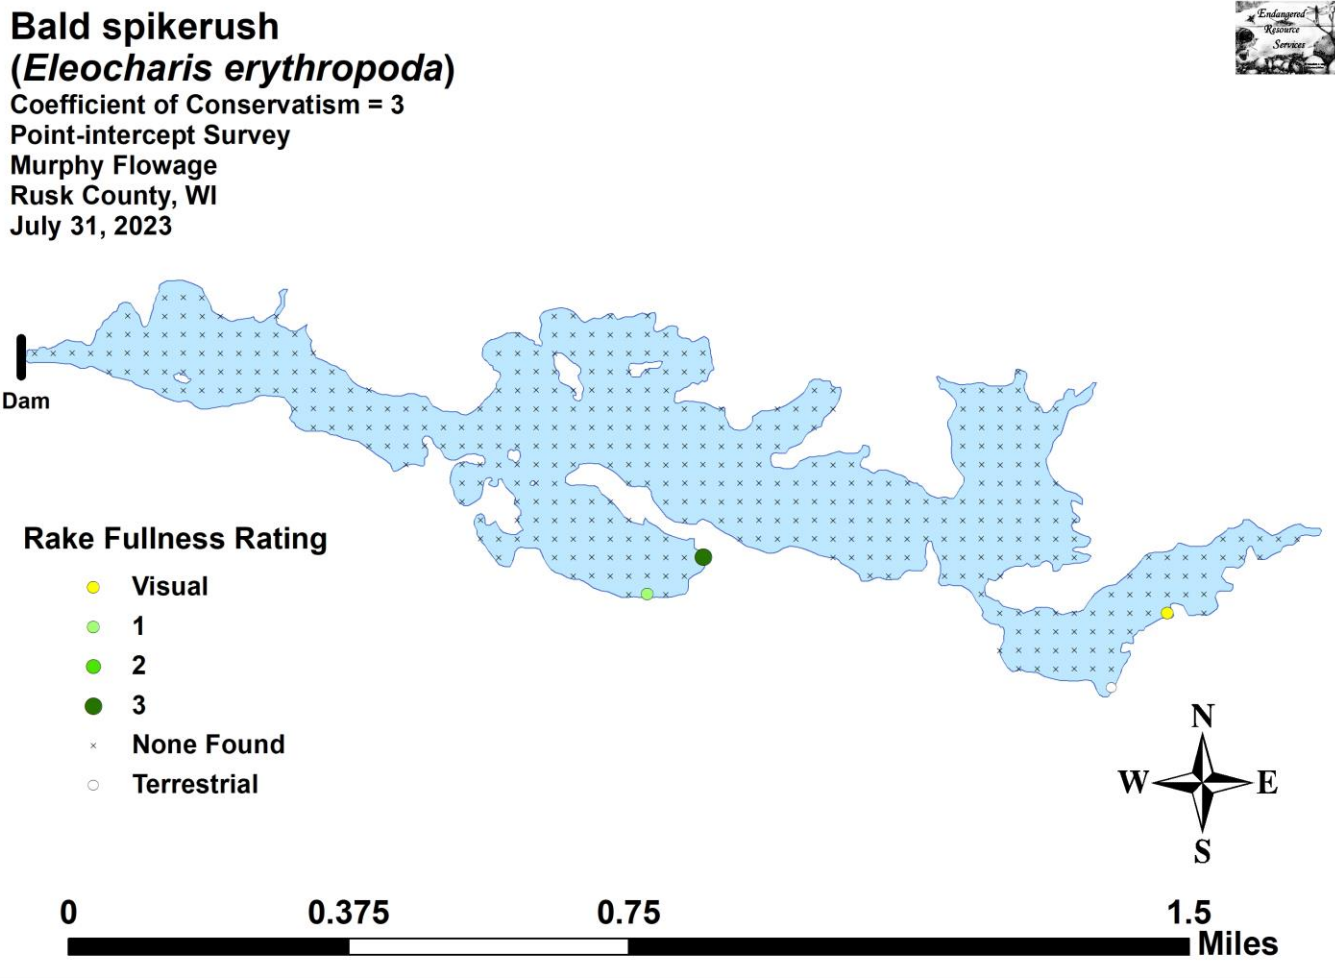 Bald spikerush
(Eleocharis erythropoda)
Coefficient of Conservatism = 3
Point-intercept Survey
Murphy Flowage
Rusk County, WI
July 31, 2023
Endangered
Resource
Services
Dam
Rake Fullness Rating
Visual
1
2
3
None Found
Terrestrial
N
W E
S
0 0.375 0.75 1.5
Miles